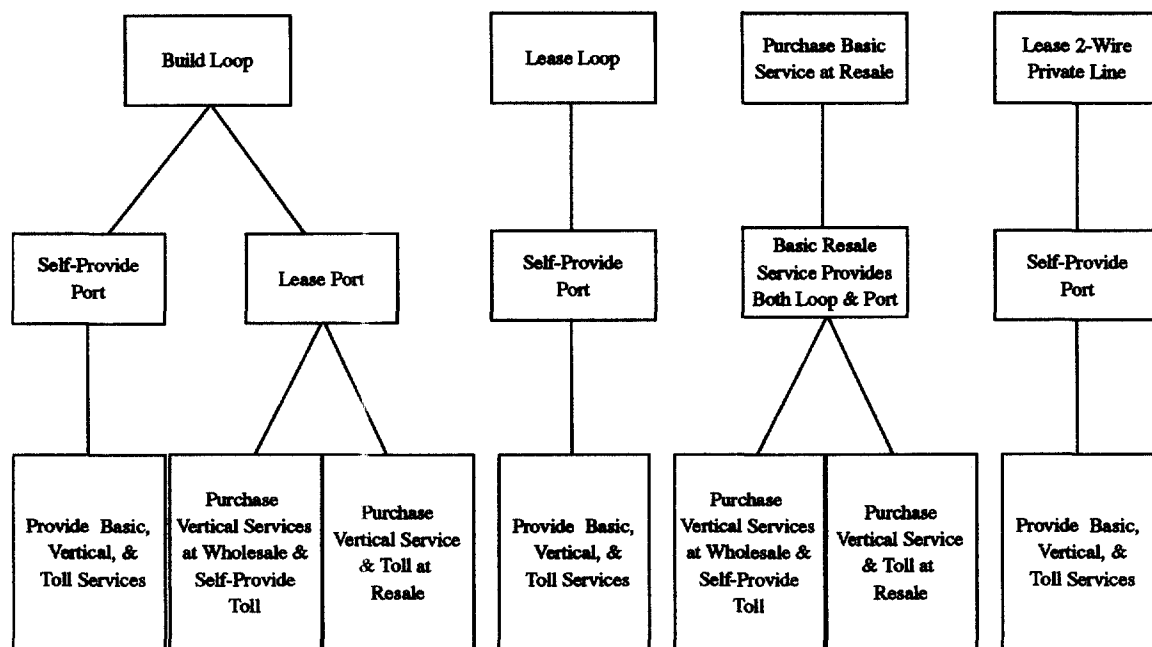 Build Loop
Lease Loop
Purchase Basic
Service at Resale
Lease 2-Wire
Private Line
Self-Provide
Port
Lease Port
Self-Provide
Port
Basic Resale
Service Provides
Both Loop & Port
Self-Provide
Port
Provide Basic,
Vertical, &
Toll Services
Purchase
Vertical Services
at Wholesale &
Self-Provide
Toll
Purchase
Vertical Service
& Toll at
Resale
Provide Basic,
Vertical, &
Toll Services
Purchase
Vertical Services
at Wholesale &
Self-Provide
Toll
Purchase
Vertical Service
& Toll at
Resale
Provide Basic,
Vertical, &
Toll Services